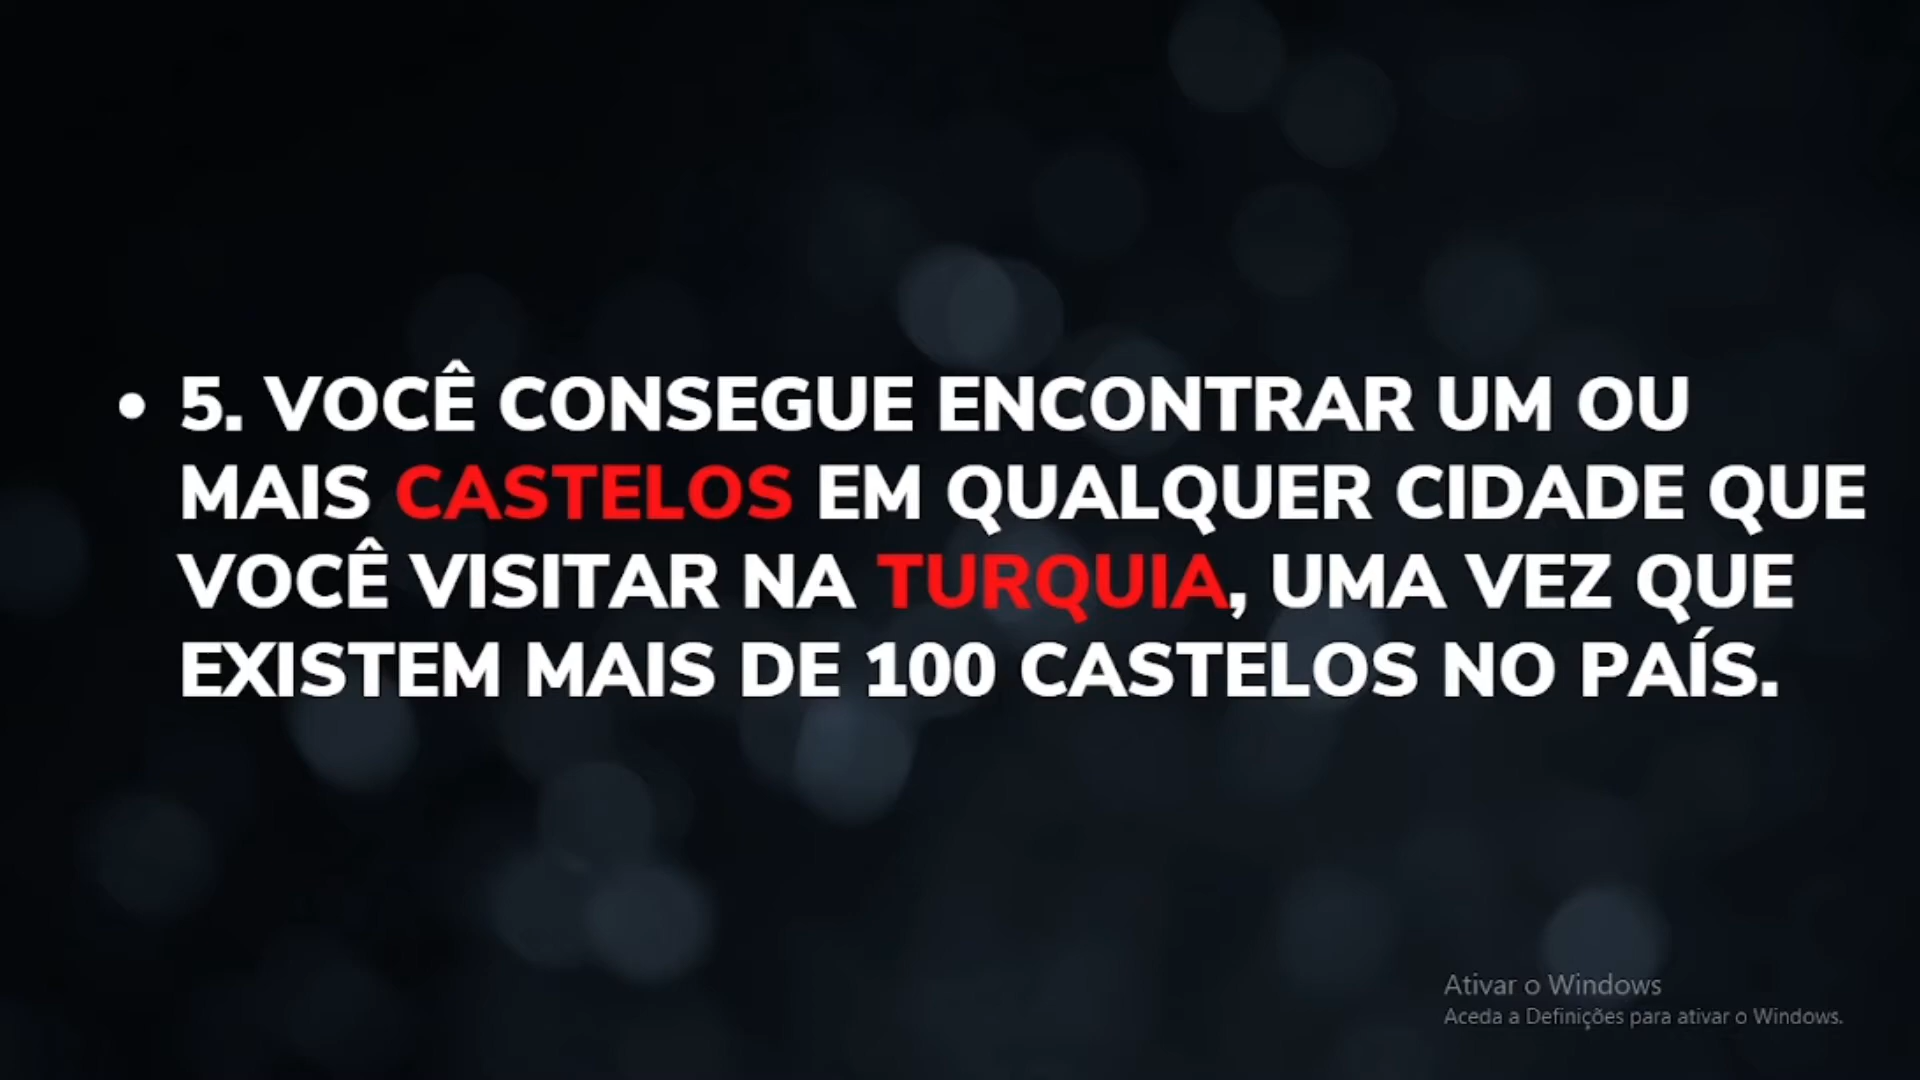 • 5. VOCÊ CONSEGUE ENCONTRAR UM OU
MAIS CASTELOS EM QUALQUER CIDADE QUE
VOCÊ VISITAR NA TURQUIA, UMA VEZ QUE
EXISTEM MAIS DE 100 CASTELOS NO PAÍS.
Ativar o Windows
Aceda a Definições para ativar o Windows.